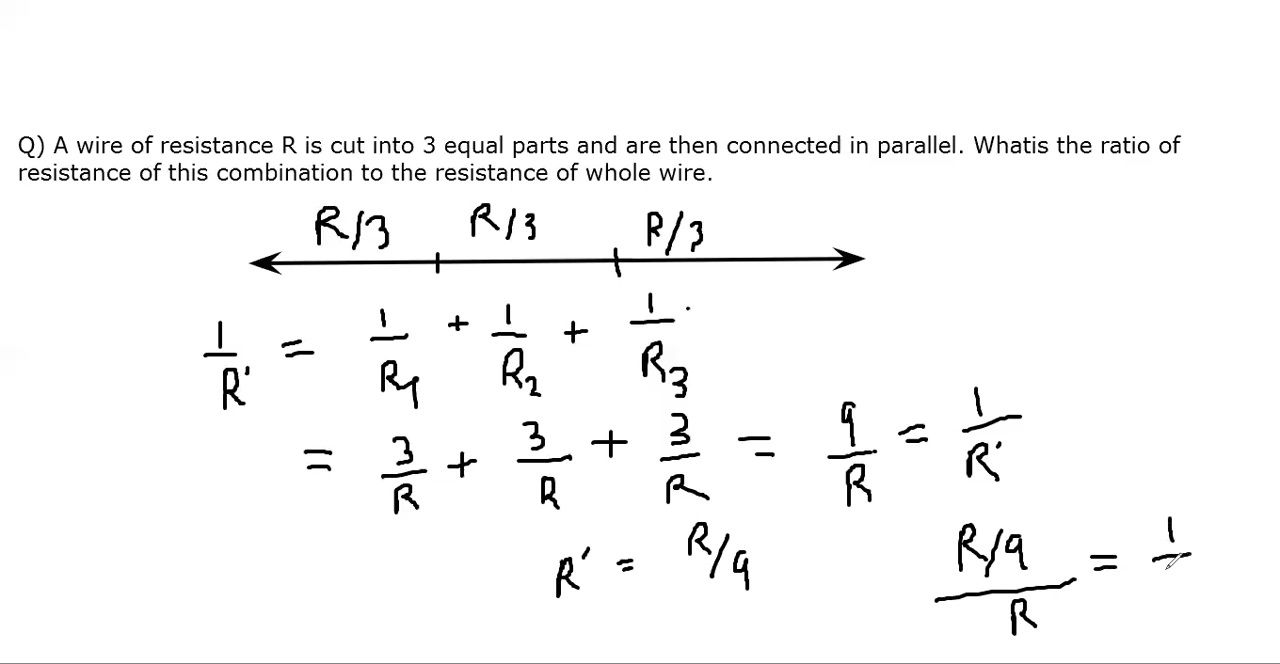 Q) A wire of resistance R is cut into 3 equal parts and are then connected in parallel. Whatis the ratio of
resistance of this combination to the resistance of whole wire.
R/3 R/3 R/3
1/R' = 1/R1 + 1/R2 + 1/R3
= 3/R + 3/R + 3/R = 9/R = 1/R'
R' = R/9
R/9 / R = 1/